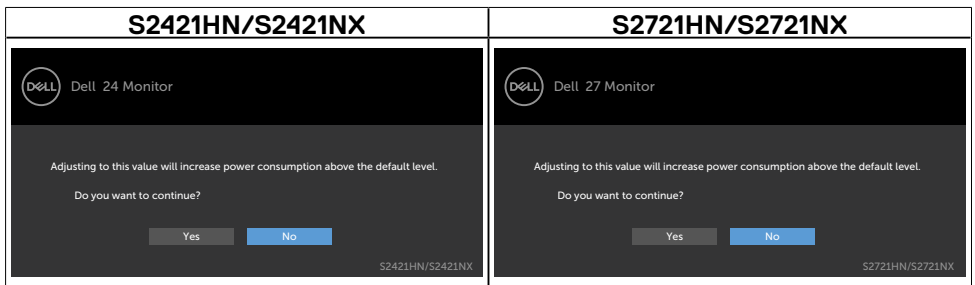 S2421HN/S2421NX
S2721HN/S2721NX
DELL Dell 24 Monitor
Adjusting to this value will increase power consumption above the default level.
Do you want to continue?
Yes No
S2421HN/S2421NX
DELL Dell 27 Monitor
Adjusting to this value will increase power consumption above the default level.
Do you want to continue?
Yes No
S2721HN/S2721NX